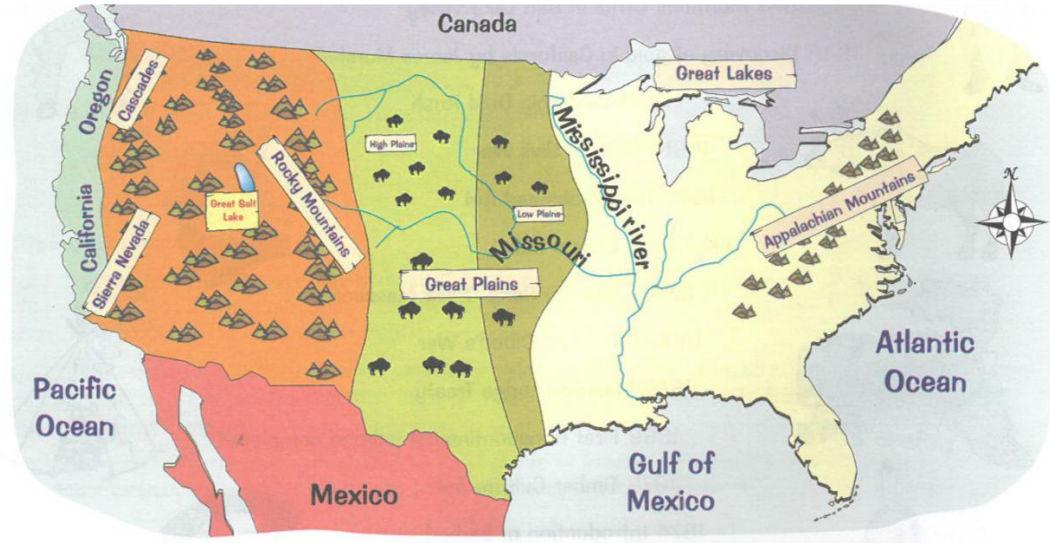 Canada
Great Lakes
Oregon
Cascades
Mississippi river
High Plains
Rocky Mountains
Great Salt
Lake
Low Plains
Appalachian Mountains
N
California
Sierra Nevada
Missouri
Great Plains
Pacific
Ocean
Atlantic
Ocean
Gulf of
Mexico
Mexico